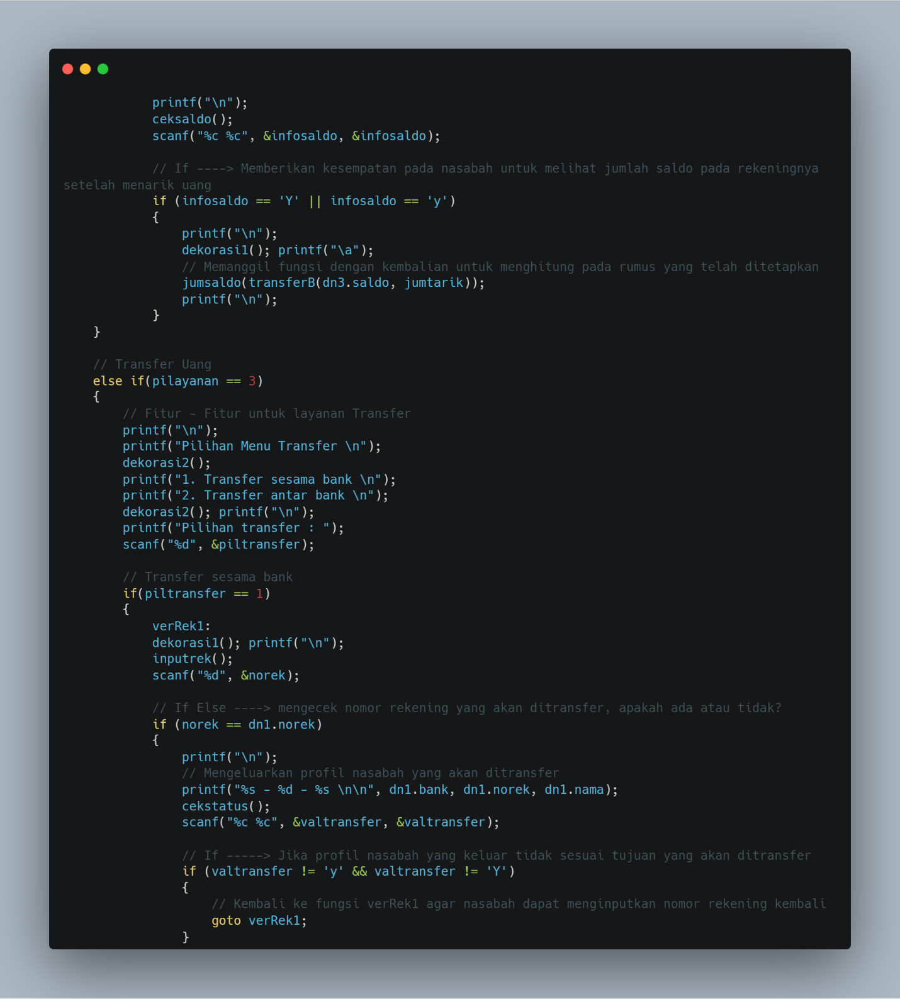 printf("\n");
ceksaldo();
scanf("%c %c", &infosaldo, &infosaldo);
// If ----> Memberikan kesempatan pada nasabah untuk melihat jumlah saldo pada rekeningnya
setelah menarik uang
if (infosaldo == 'Y' || infosaldo == 'y')
{
printf("\n");
dekorasi1(); printf("\a");
// Memanggil fungsi dengan kembalian untuk menghitung pada rumus yang telah ditetapkan
jumsaldo(transferB(dn3.saldo, jumtarik));
printf("\n");
}
}
// Transfer Uang
else if(pilayanan == 3)
{
// Fitur - Fitur untuk layanan Transfer
printf("\n");
printf("Pilihan Menu Transfer \n");
dekorasi2();
printf("1. Transfer sesama bank \n");
printf("2. Transfer antar bank \n");
dekorasi2(); printf("\n");
printf("Pilihan transfer : ");
scanf("%d", &piltransfer);
// Transfer sesama bank
if(piltransfer == 1)
{
verRek1:
dekorasi1(); printf("\n");
inputrek();
scanf("%d", &norek);
// If Else ----> mengecek nomor rekening yang akan ditransfer, apakah ada atau tidak?
if (norek == dn1.norek)
{
printf("\n");
// Mengeluarkan profil nasabah yang akan ditransfer
printf("%s - %d - %s \n\n", dn1.bank, dn1.norek, dn1.nama);
cekstatus();
scanf("%c %c", &valtransfer, &valtransfer);
// If -----> Jika profil nasabah yang keluar tidak sesuai tujuan yang akan ditransfer
if (valtransfer != 'y' && valtransfer != 'Y')
{
// Kembali ke fungsi verRek1 agar nasabah dapat menginputkan nomor rekening kembali
goto verRek1;
}